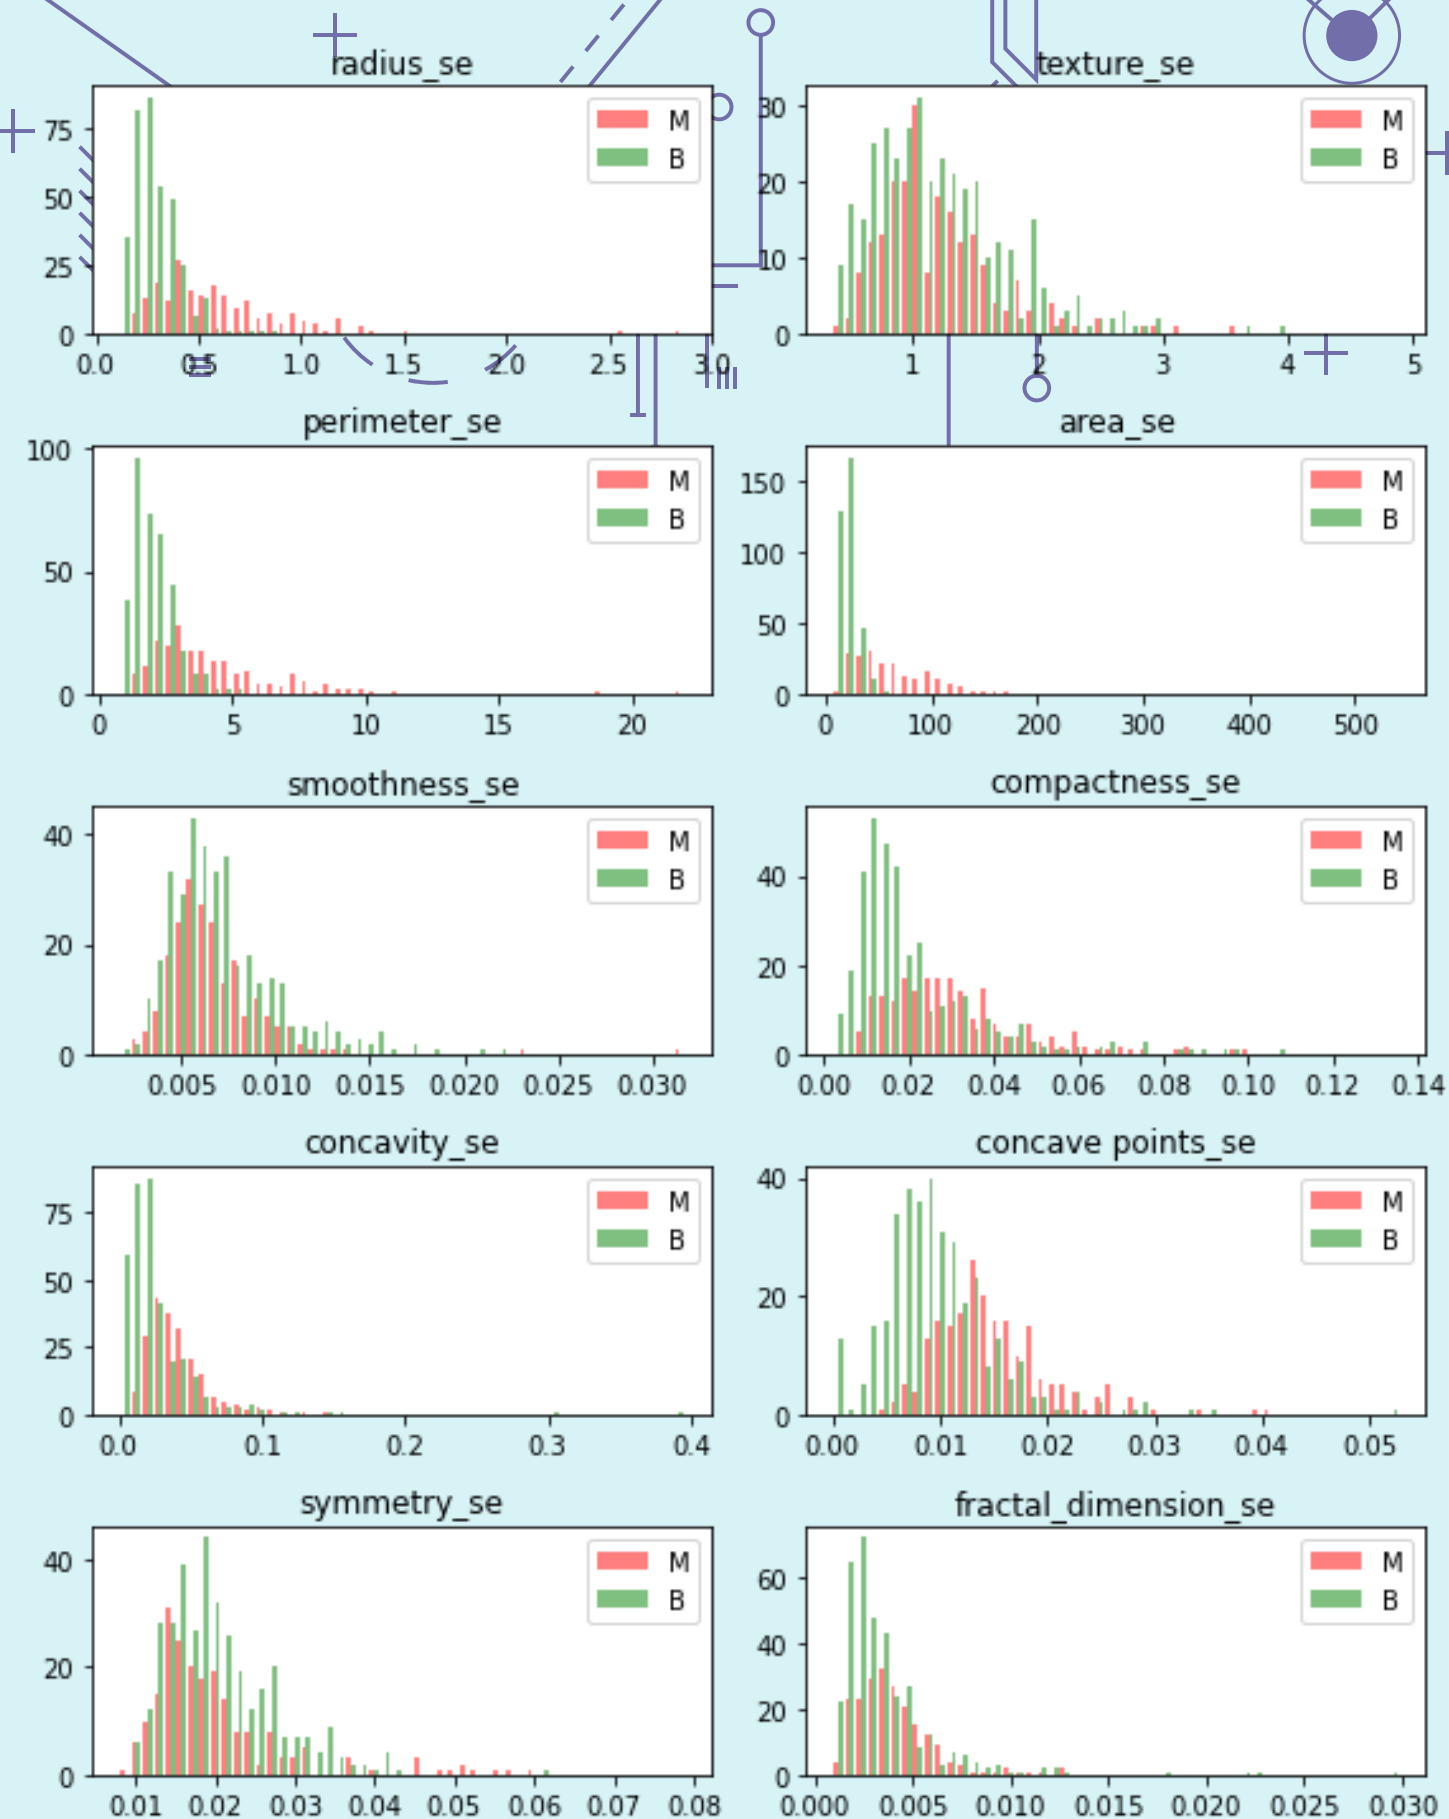 radius_se
texture_se
75
50
25
0
M
B
0.0 0.5 1.0 1.5 2.0 2.5 3.0
30
20
10
0
M
B
1 2 3 4 5
perimeter_se
area_se
100
50
0
M
B
0 5 10 15 20
150
100
50
0
M
B
0 100 200 300 400 500
smoothness_se
compactness_se
40
20
0
M
B
0.005 0.010 0.015 0.020 0.025 0.030
40
20
0
M
B
0.00 0.02 0.04 0.06 0.08 0.10 0.12 0.14
concavity_se
concave points_se
75
50
25
0
M
B
0.0 0.1 0.2 0.3 0.4
40
20
0
M
B
0.00 0.01 0.02 0.03 0.04 0.05
symmetry_se
fractal_dimension_se
40
20
0
M
B
0.01 0.02 0.03 0.04 0.05 0.06 0.07 0.08
60
40
20
0
M
B
0.000 0.005 0.010 0.015 0.020 0.025 0.030